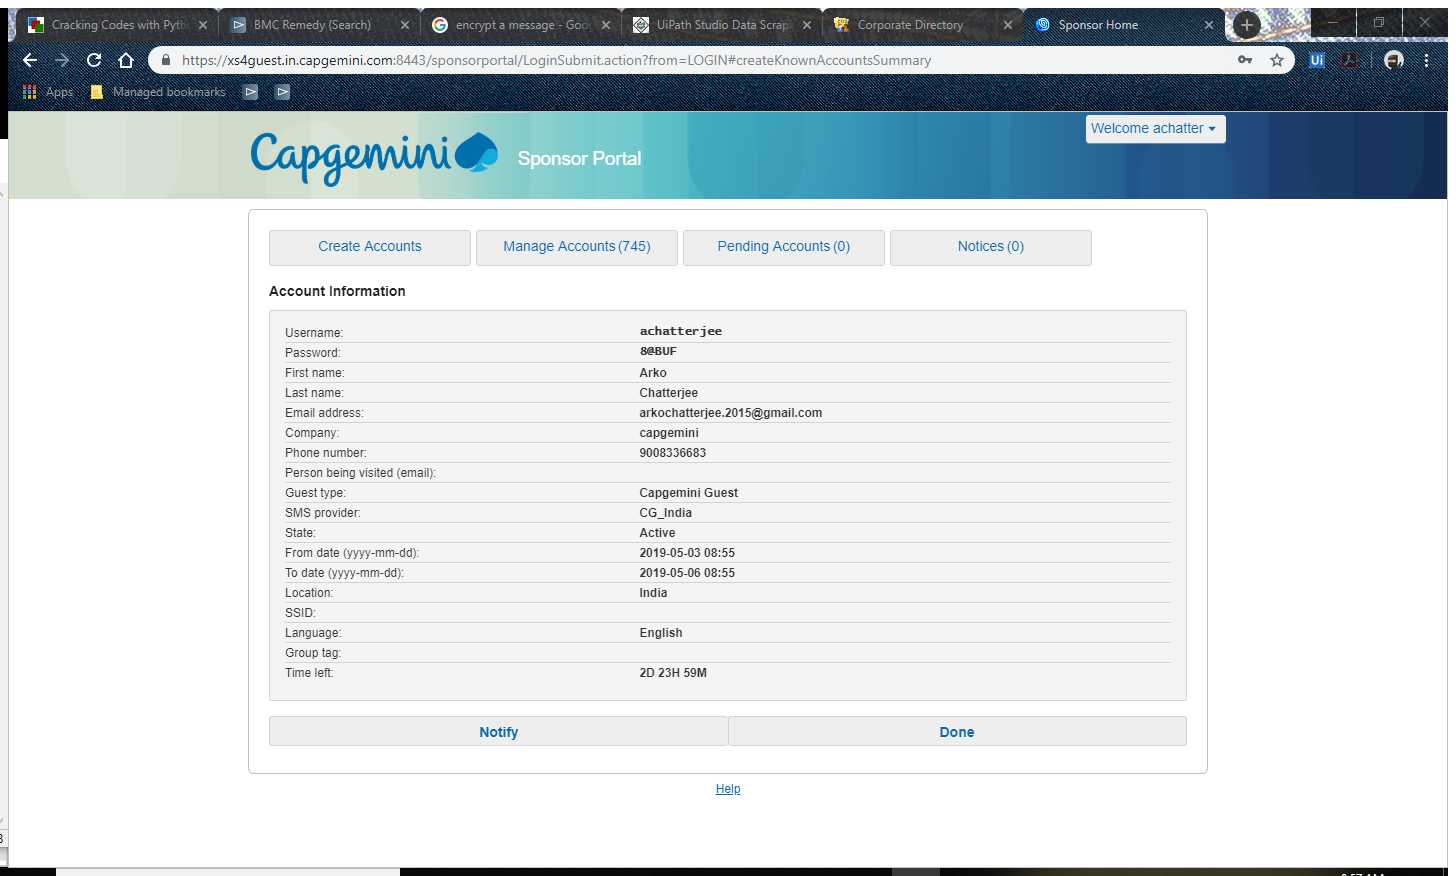 Cracking Codes with Pyth
BMC Remedy (Search)
encrypt a message - Goo
UiPath Studio Data Scrap
Corporate Directory
Sponsor Home
https://xs4guest.in.capgemini.com:8443/sponsorportal/LoginSubmit.action?from=LOGIN#createKnownAccountsSummary
Ui
Apps
Managed bookmarks
Capgemini
Sponsor Portal
Welcome achatter
Create Accounts
Manage Accounts (745)
Pending Accounts (0)
Notices (0)
Account Information
Username: achatterjee
Password: 8@BUF
First name: Arko
Last name: Chatterjee
Email address: arkochatterjee.2015@gmail.com
Company: capgemini
Phone number: 9008336683
Person being visited (email):
Guest type: Capgemini Guest
SMS provider: CG_India
State: Active
From date (yyyy-mm-dd): 2019-05-03 08:55
To date (yyyy-mm-dd): 2019-05-06 08:55
Location: India
SSID:
Language: English
Group tag:
Time left: 2D 23H 59M
Notify
Done
Help